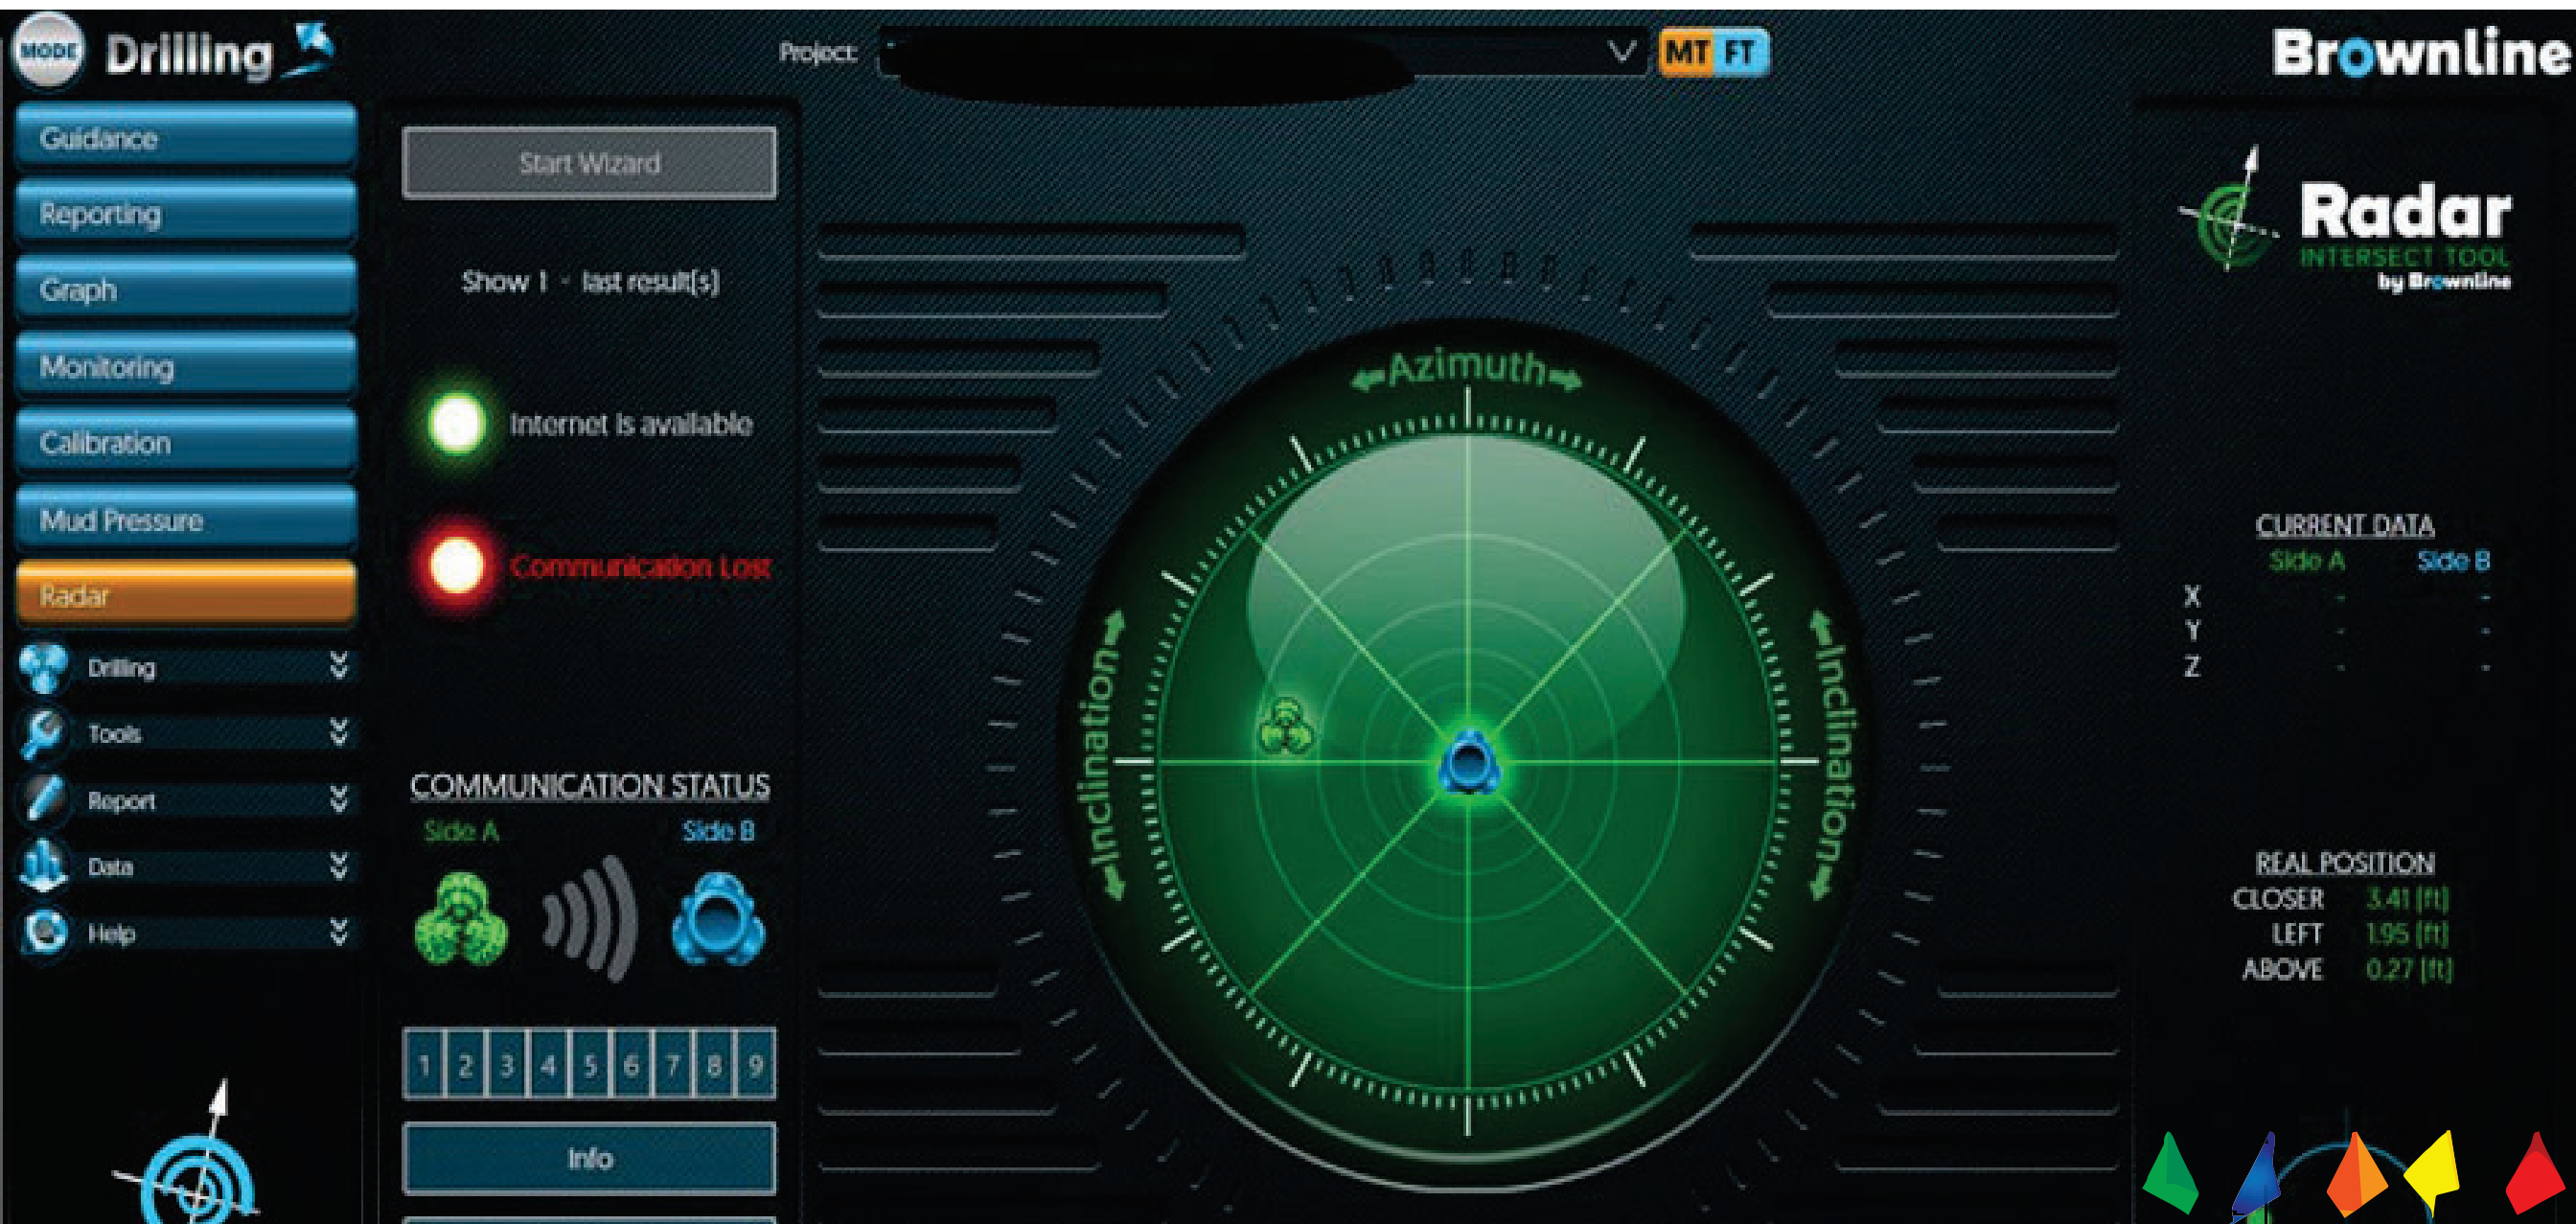 MODE Drilling
Project:
MT FT
Brownline
Guidance
Reporting
Graph
Monitoring
Calibration
Mud Pressure
Radar
Drilling
Tools
Report
Data
Help
Start Wizard
Show 1 - last result[s]
Internet is available
Communication Lost
COMMUNICATION STATUS
Side A Side B
1 2 3 4 5 6 7 8 9
Info
Azimuth
Inclination
Inclination
Radar
INTERSECT TOOL
by Brownline
CURRENT DATA
Side A Side B
X - -
Y - -
Z - -
REAL POSITION
CLOSER 3.41 [ft]
LEFT 1.95 [ft]
ABOVE 0.27 [ft]